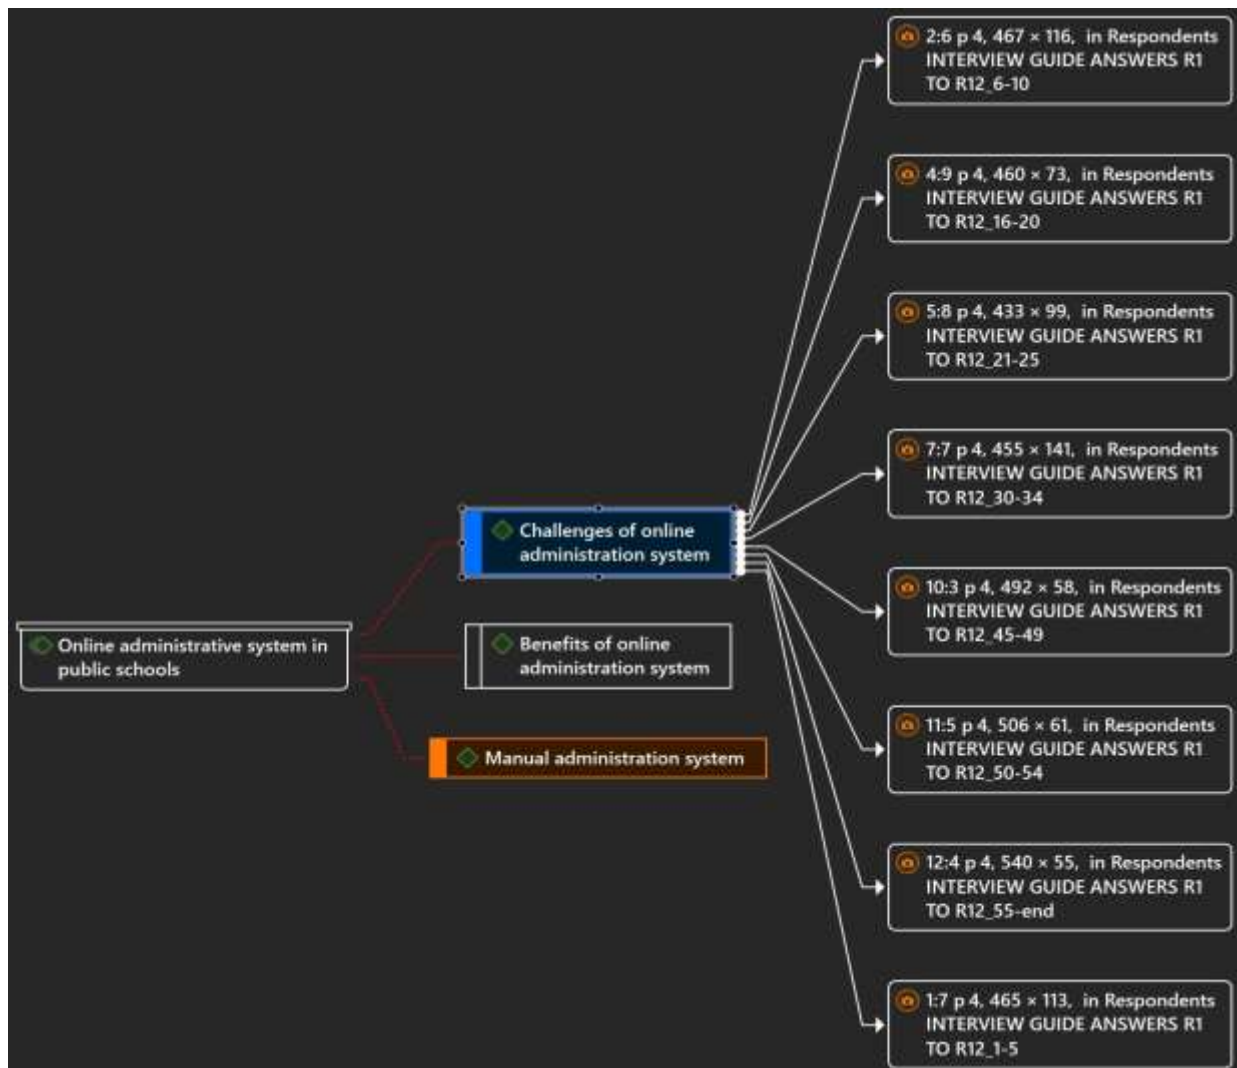 2:6 p 4, 467 × 116, in Respondents
INTERVIEW GUIDE ANSWERS R1
TO R12_6-10
4:9 p 4, 460 × 73, in Respondents
INTERVIEW GUIDE ANSWERS R1
TO R12_16-20
5:8 p 4, 433 × 99, in Respondents
INTERVIEW GUIDE ANSWERS R1
TO R12_21-25
7:7 p 4, 455 × 141, in Respondents
INTERVIEW GUIDE ANSWERS R1
TO R12_30-34
Challenges of online
administration system
10:3 p 4, 492 × 58, in Respondents
INTERVIEW GUIDE ANSWERS R1
TO R12_45-49
Online administrative system in
public schools
Benefits of online
administration system
Manual administration system
11:5 p 4, 506 × 61, in Respondents
INTERVIEW GUIDE ANSWERS R1
TO R12_50-54
12:4 p 4, 540 × 55, in Respondents
INTERVIEW GUIDE ANSWERS R1
TO R12_55-end
1:7 p 4, 465 × 113, in Respondents
INTERVIEW GUIDE ANSWERS R1
TO R12_1-5